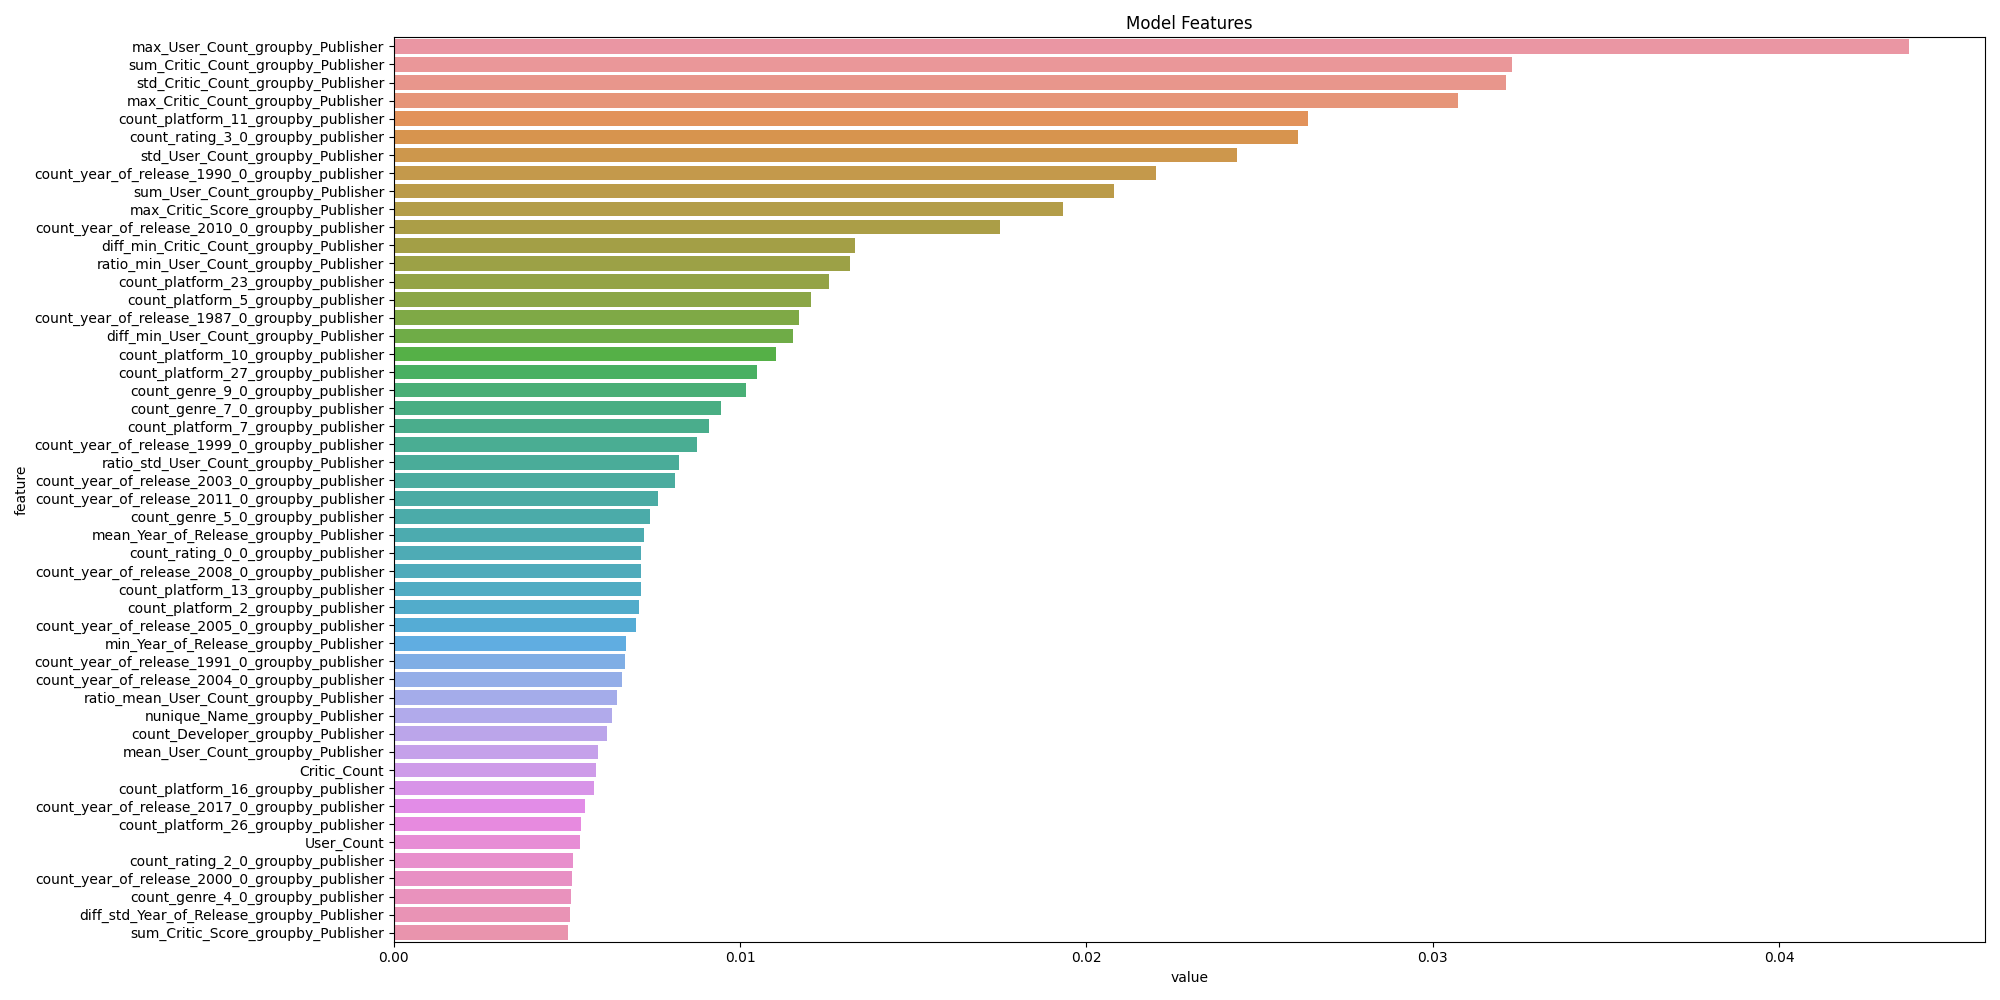 Model Features
max_User_Count_groupby_Publisher
sum_Critic_Count_groupby_Publisher
std_Critic_Count_groupby_Publisher
max_Critic_Count_groupby_Publisher
count_platform_11_groupby_publisher
count_rating_3_0_groupby_publisher
std_User_Count_groupby_Publisher
count_year_of_release_1990_0_groupby_publisher
sum_User_Count_groupby_Publisher
max_Critic_Score_groupby_Publisher
count_year_of_release_2010_0_groupby_publisher
diff_min_Critic_Count_groupby_Publisher
ratio_min_User_Count_groupby_Publisher
count_platform_23_groupby_publisher
count_platform_5_groupby_publisher
count_year_of_release_1987_0_groupby_publisher
diff_min_User_Count_groupby_Publisher
count_platform_10_groupby_publisher
count_platform_27_groupby_publisher
count_genre_9_0_groupby_publisher
count_genre_7_0_groupby_publisher
count_platform_7_groupby_publisher
count_year_of_release_1999_0_groupby_publisher
ratio_std_User_Count_groupby_Publisher
count_year_of_release_2003_0_groupby_publisher
count_year_of_release_2011_0_groupby_publisher
count_genre_5_0_groupby_publisher
mean_Year_of_Release_groupby_Publisher
count_rating_0_0_groupby_publisher
count_year_of_release_2008_0_groupby_publisher
count_platform_13_groupby_publisher
count_platform_2_groupby_publisher
count_year_of_release_2005_0_groupby_publisher
min_Year_of_Release_groupby_Publisher
count_year_of_release_1991_0_groupby_publisher
count_year_of_release_2004_0_groupby_publisher
ratio_mean_User_Count_groupby_Publisher
nunique_Name_groupby_Publisher
count_Developer_groupby_Publisher
mean_User_Count_groupby_Publisher
Critic_Count
count_platform_16_groupby_publisher
count_year_of_release_2017_0_groupby_publisher
count_platform_26_groupby_publisher
User_Count
count_rating_2_0_groupby_publisher
count_year_of_release_2000_0_groupby_publisher
count_genre_4_0_groupby_publisher
diff_std_Year_of_Release_groupby_Publisher
sum_Critic_Score_groupby_Publisher
feature
0.00 0.01 0.02 0.03 0.04
value